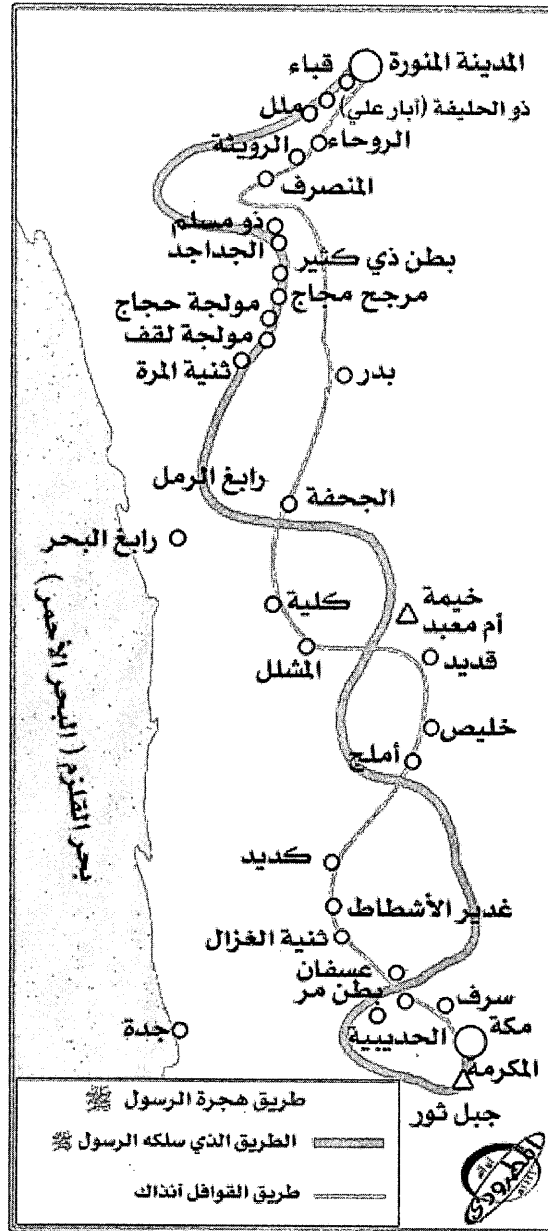 المدينة المنورة
قباء
ذو الحليفة (آبار علي)
ملل
الروحاء
الرويثة
المنصرف
ذو مسلم
الجداجد
بطن ذي كثير
مرجح مجاج
مولجة حجاج
مولجة لقف
ثنية المرة
بدر
رابغ الرمل
الجحفة
رابغ البحر
خيمة
أم معبد
كلية
المشلل
قديد
خليص
أملج
بحر القلزم ( البحر الأحمر )
كديد
غدير الأشطاط
ثنية الغزال
عسفان
بطن مر
سرف
مكة
المكرمة
الحديبية
جدة
جبل ثور
طريق هجرة الرسول ﷺ
الطريق الذي سلكه الرسول ﷺ
طريق القوافل آنذاك